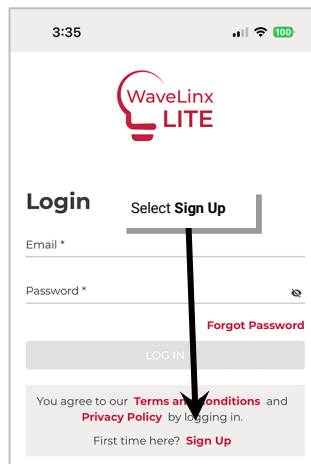 3:35
100
WaveLinx
LITE
Login
Select Sign Up
Email *
Password *
Forgot Password
LOG IN
You agree to our Terms and Conditions and
Privacy Policy by logging in.
First time here? Sign Up